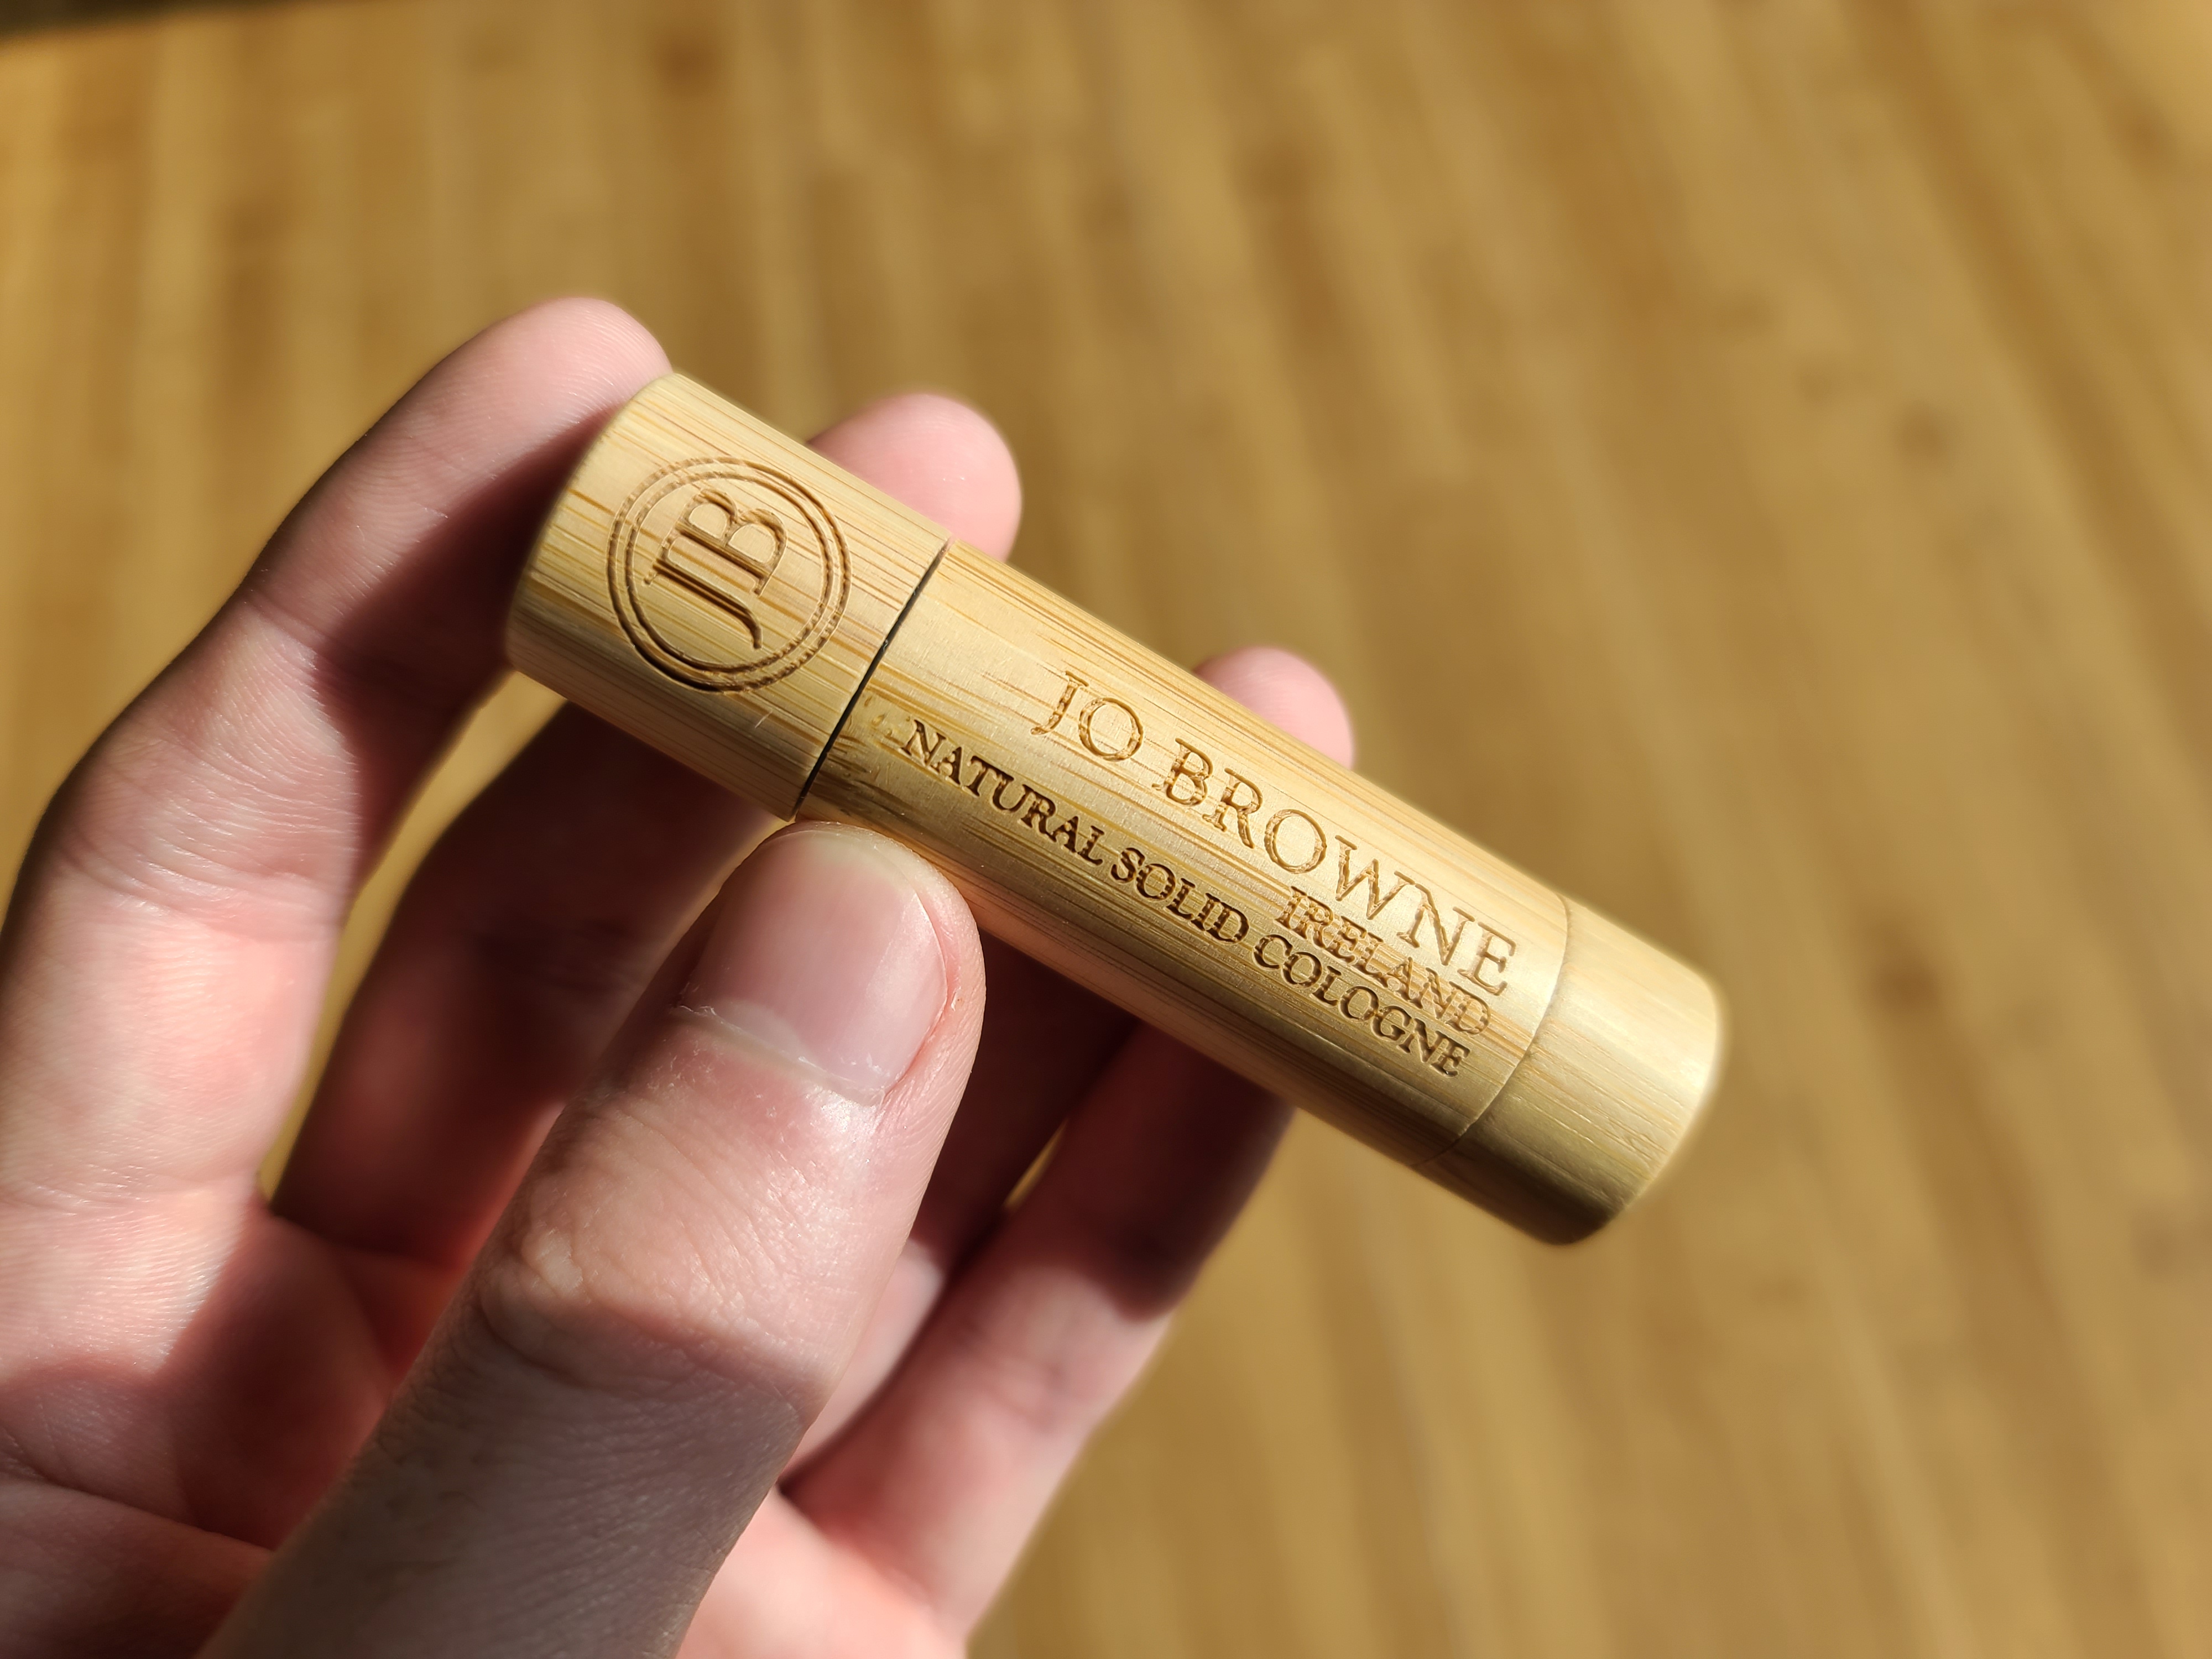 JB
JO BROWNE
IRELAND
NATURAL SOLID COLOGNE